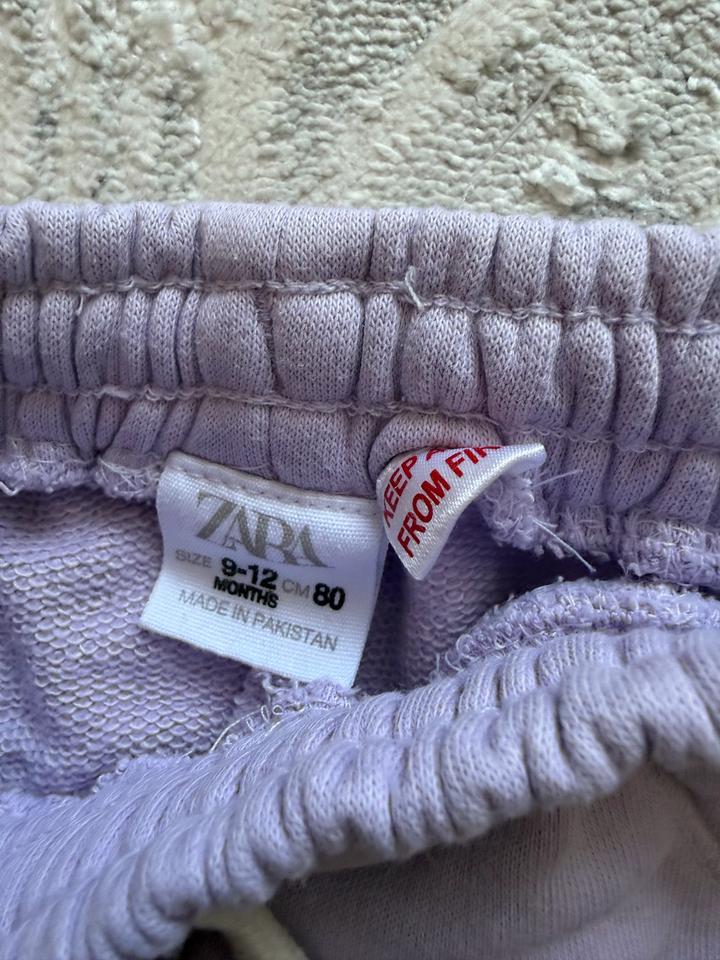 ZARA
SIZE 9-12 CM 80
MONTHS
MADE IN PAKISTAN
KEEP
FROM